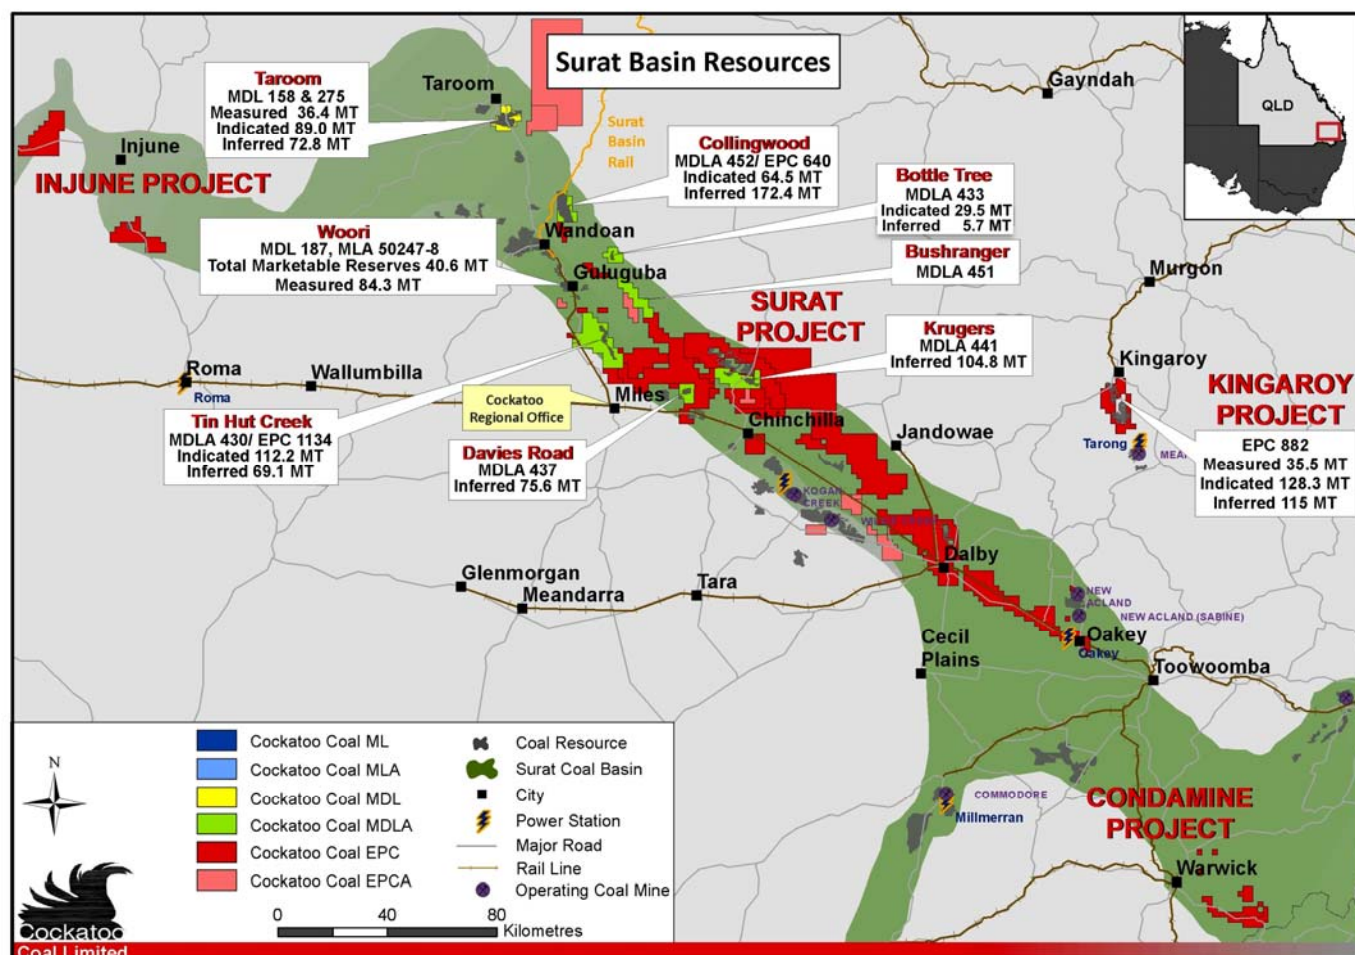 Surat Basin Resources
Taroom
MDL 158 & 275
Measured 36.4 MT
Indicated 89.0 MT
Inferred 72.8 MT
Taroom
Gayndah
QLD
Surat
Basin
Rail
Injune
INJUNE PROJECT
Collingwood
MDLA 452/ EPC 640
Indicated 64.5 MT
Inferred 172.4 MT
Bottle Tree
MDLA 433
Indicated 29.5 MT
Inferred 5.7 MT
Woori
MDL 187, MLA 50247-8
Total Marketable Reserves 40.6 MT
Measured 84.3 MT
Wandoan
Guluguba
Bushranger
MDLA 451
Murgon
SURAT
PROJECT
Krugers
MDLA 441
Inferred 104.8 MT
Kingaroy
KINGAROY
PROJECT
EPC 882
Measured 35.5 MT
Indicated 128.3 MT
Inferred 115 MT
Tarong
Roma
Roma
Wallumbilla
Cockatoo
Regional Office
Miles
Chinchilla
Jandowae
Tin Hut Creek
MDLA 430/ EPC 1134
Indicated 112.2 MT
Inferred 69.1 MT
Davies Road
MDLA 437
Inferred 75.6 MT
KOGAN
CREEK
Dalby
Glenmorgan
Meandarra
Tara
NEW
ACLAND
NEW ACLAND (SABINE)
Oakey
Oakey
Cecil
Plains
Toowoomba
COMMODORE
Millmerran
CONDAMINE
PROJECT
Warwick
N
Cockatoo Coal ML
Cockatoo Coal MLA
Cockatoo Coal MDL
Cockatoo Coal MDLA
Cockatoo Coal EPC
Cockatoo Coal EPCA
Coal Resource
Surat Coal Basin
City
Power Station
Major Road
Rail Line
Operating Coal Mine
0 40 80
Kilometres
Cockatoo
Coal Limited